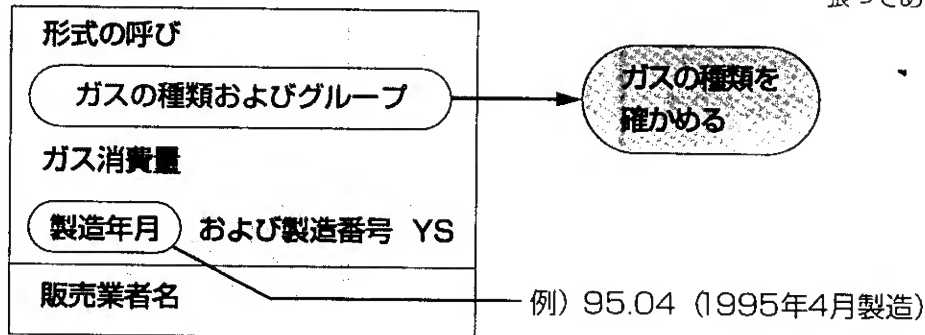 形式の呼び
ガスの種類およびグループ
ガスの種類を
確かめる
ガス消費量
製造年月 および製造番号 YS
販売業者名
例) 95.04 (1995年4月製造)